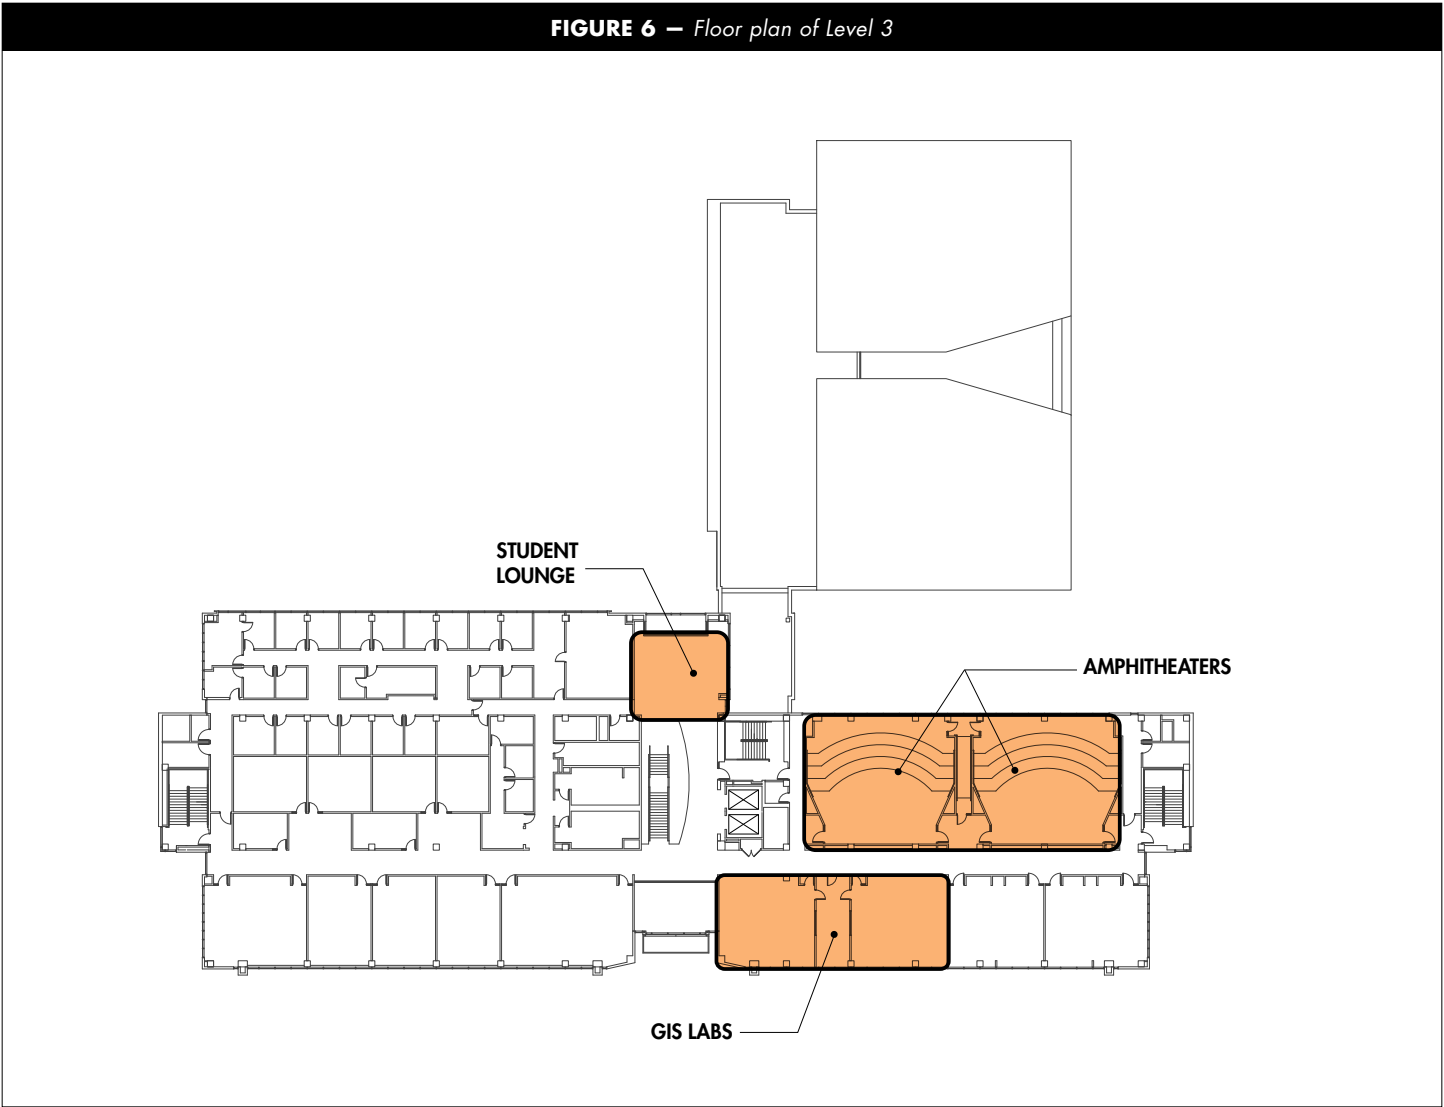 FIGURE 6 — Floor plan of Level 3
STUDENT
LOUNGE
AMPHITHEATERS
GIS LABS